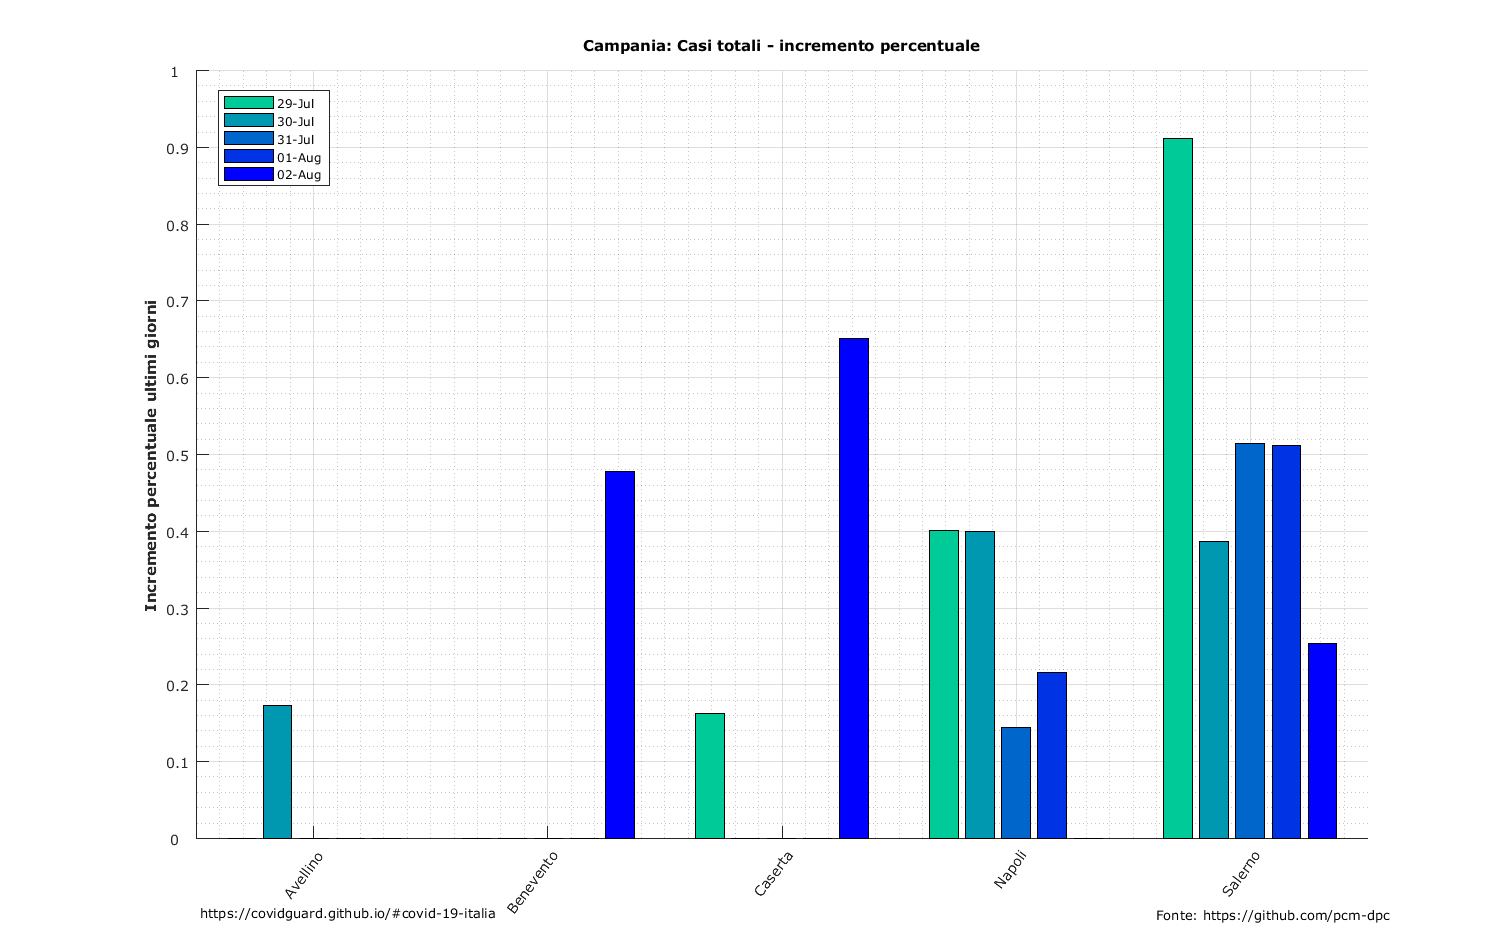 Campania: Casi totali - incremento percentuale
29-Jul
30-Jul
31-Jul
01-Aug
02-Aug
Incremento percentuale ultimi giorni
1
0.9
0.8
0.7
0.6
0.5
0.4
0.3
0.2
0.1
0
Avellino
Benevento
Caserta
Napoli
Salerno
https://covidguard.github.io/#covid-19-italia
Fonte: https://github.com/pcm-dpc